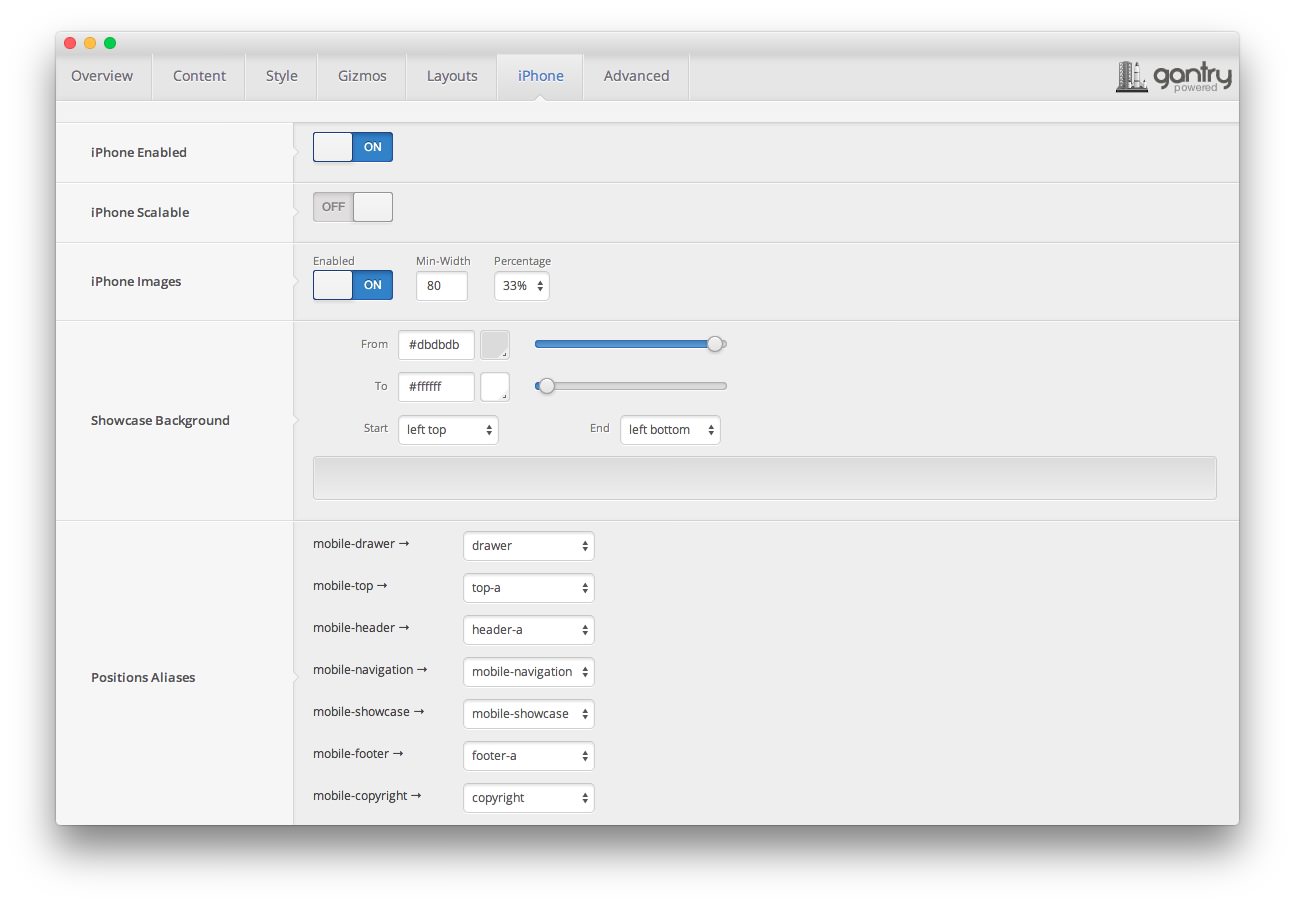 Overview Content Style Gizmos Layouts iPhone Advanced gantry
powered
iPhone Enabled ON
iPhone Scalable OFF
Enabled Min-Width Percentage
iPhone Images ON 80 33%
From #dbdbdb
To #ffffff
Showcase Background
Start left top End left bottom
mobile-drawer → drawer
mobile-top → top-a
mobile-header → header-a
mobile-navigation → mobile-navigation
Positions Aliases
mobile-showcase → mobile-showcase
mobile-footer → footer-a
mobile-copyright → copyright